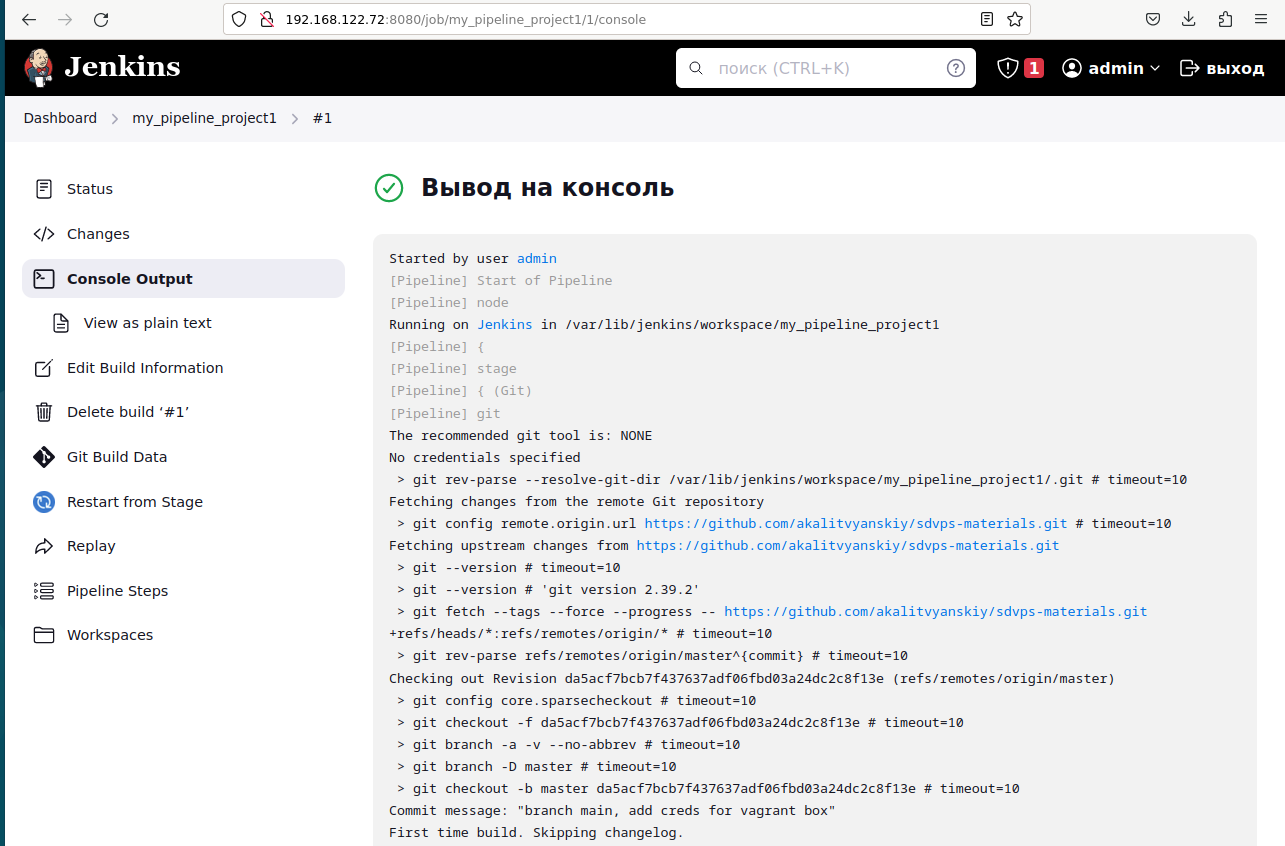 192.168.122.72:8080/job/my_pipeline_project1/1/console
Jenkins
поиск (CTRL+K)
1
admin
выход
Dashboard
my_pipeline_project1
#1
Status
Changes
Console Output
View as plain text
Edit Build Information
Delete build ‘#1’
Git Build Data
Restart from Stage
Replay
Pipeline Steps
Workspaces
Вывод на консоль
Started by user admin
[Pipeline] Start of Pipeline
[Pipeline] node
Running on Jenkins in /var/lib/jenkins/workspace/my_pipeline_project1
[Pipeline] {
[Pipeline] stage
[Pipeline] { (Git)
[Pipeline] git
The recommended git tool is: NONE
No credentials specified
 > git rev-parse --resolve-git-dir /var/lib/jenkins/workspace/my_pipeline_project1/.git # timeout=10
Fetching changes from the remote Git repository
 > git config remote.origin.url https://github.com/akalitvyanskiy/sdvps-materials.git # timeout=10
Fetching upstream changes from https://github.com/akalitvyanskiy/sdvps-materials.git
 > git --version # timeout=10
 > git --version # 'git version 2.39.2'
 > git fetch --tags --force --progress -- https://github.com/akalitvyanskiy/sdvps-materials.git
+refs/heads/*:refs/remotes/origin/* # timeout=10
 > git rev-parse refs/remotes/origin/master^{commit} # timeout=10
Checking out Revision da5acf7bcb7f437637adf06fbd03a24dc2c8f13e (refs/remotes/origin/master)
 > git config core.sparsecheckout # timeout=10
 > git checkout -f da5acf7bcb7f437637adf06fbd03a24dc2c8f13e # timeout=10
 > git branch -a -v --no-abbrev # timeout=10
 > git branch -D master # timeout=10
 > git checkout -b master da5acf7bcb7f437637adf06fbd03a24dc2c8f13e # timeout=10
Commit message: "branch main, add creds for vagrant box"
First time build. Skipping changelog.